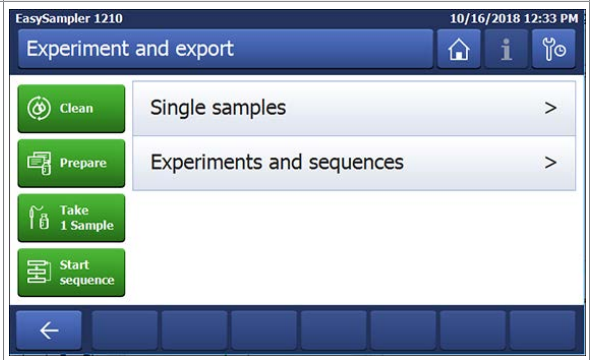 EasySampler 1210 10/16/2018 12:33 PM
Experiment and export i
Clean
Single samples >
Prepare
Experiments and sequences >
Take
1 Sample
Start
sequence